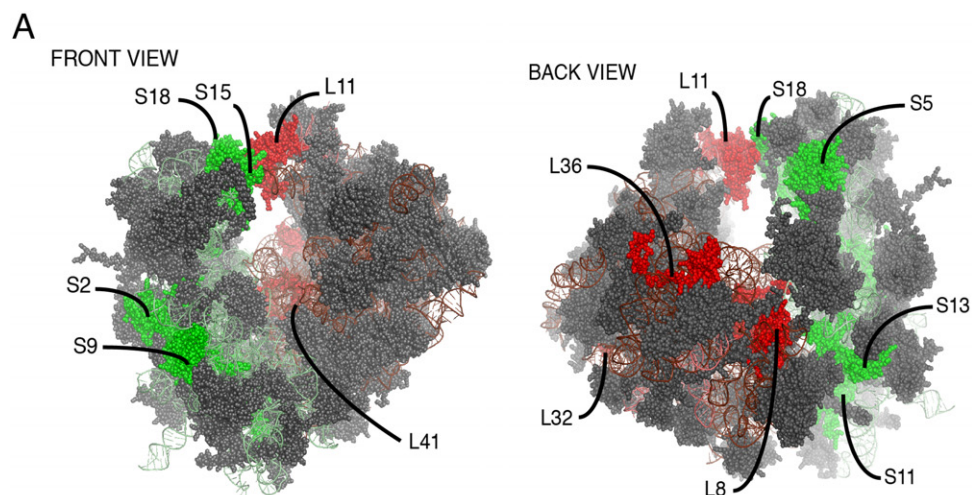 A
FRONT VIEW
S18
S15
L11
S2
S9
L41
BACK VIEW
L11
S18
S5
L36
S13
L32
L8
S11